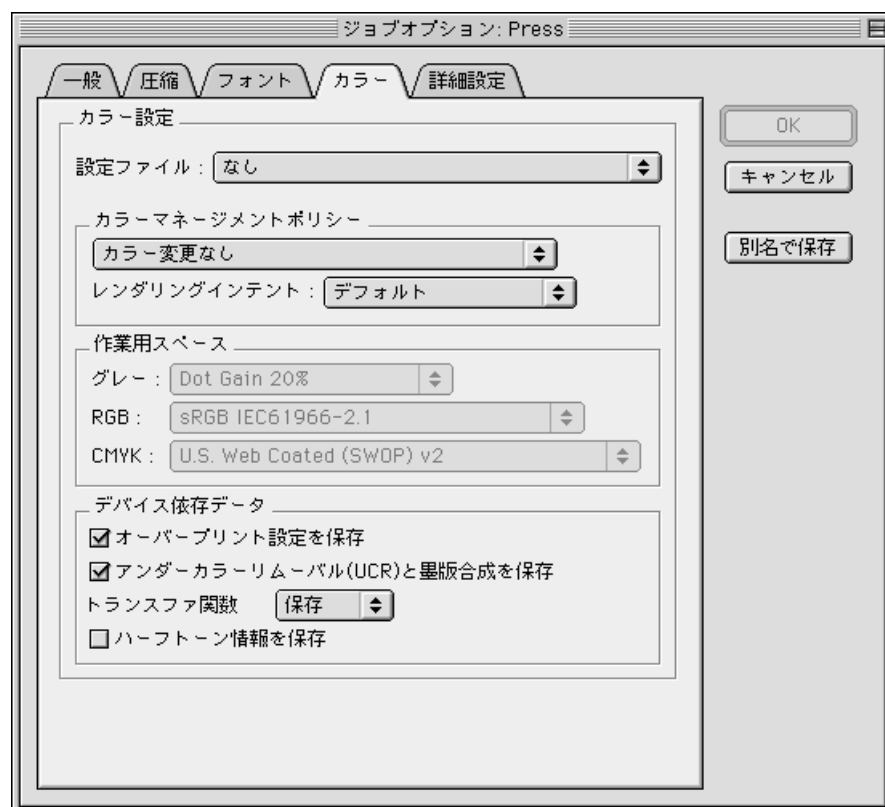 ジョブオプション: Press
一般 圧縮 フォント カラー 詳細設定
カラー設定
設定ファイル : なし
カラーマネージメントポリシー
カラー変更なし
レンダリングインテント : デフォルト
作業用スペース
グレー : Dot Gain 20%
RGB : sRGB IEC61966-2.1
CMYK : U.S. Web Coated (SWOP) v2
デバイス依存データ
オーバープリント設定を保存
アンダーカラーリムーバル(UCR)と墨版合成を保存
トランスファ関数 保存
ハーフトーン情報を保存
OK
キャンセル
別名で保存